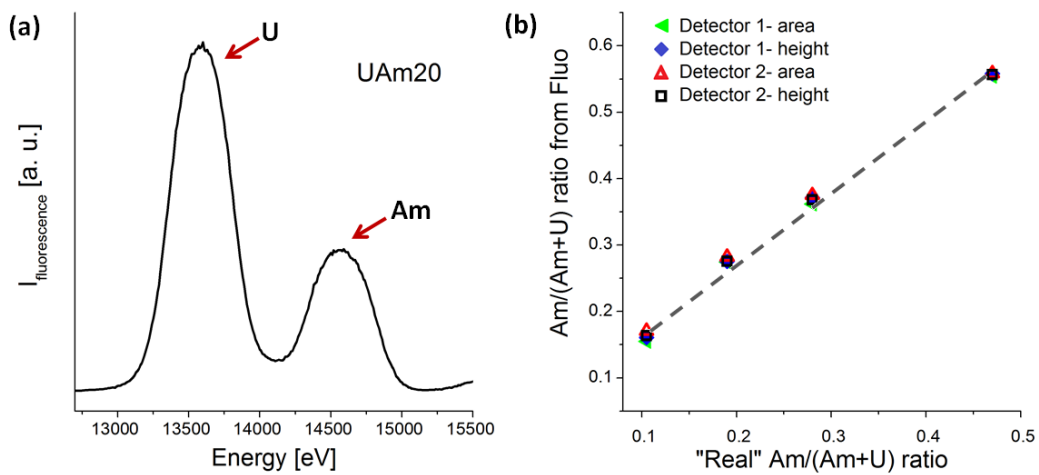 (a)
U
UAm20
Am
I fluorescence [a. u.]
13000 13500 14000 14500 15000 15500
Energy [eV]
(b)
Detector 1- area
Detector 1- height
Detector 2- area
Detector 2- height
Am/(Am+U) ratio from Fluo
0.6
0.5
0.4
0.3
0.2
0.1
0.1 0.2 0.3 0.4 0.5
"Real" Am/(Am+U) ratio